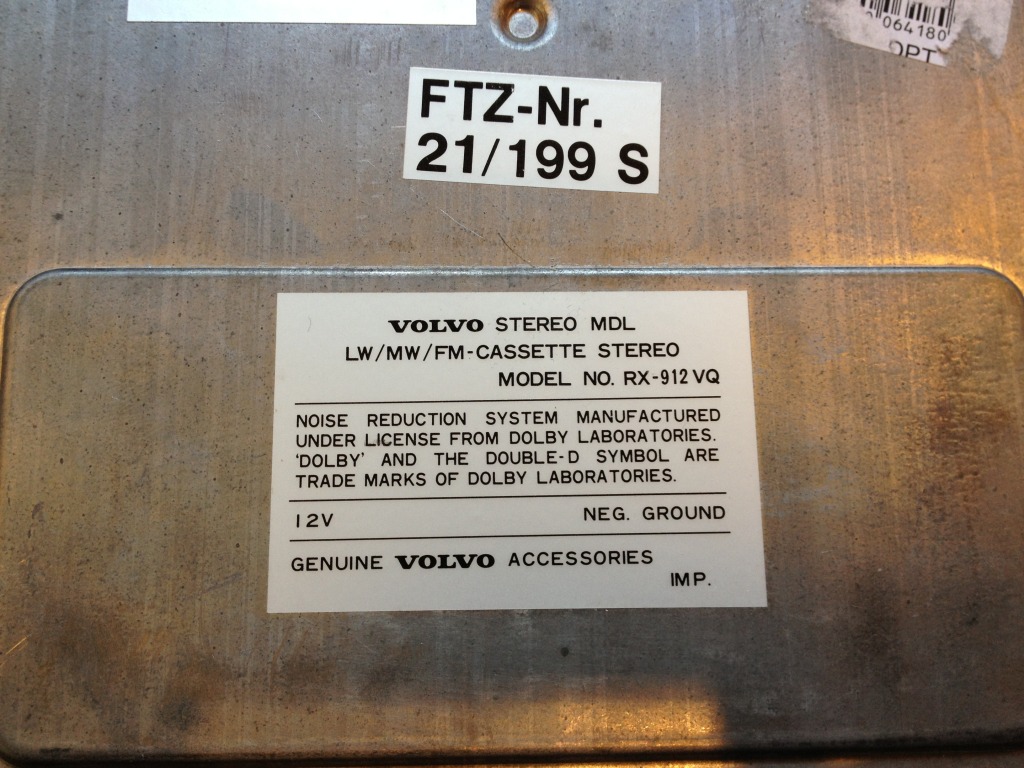 064180
OPT
FTZ-Nr.
21/199 S
VOLVO STEREO MDL
LW/MW/FM-CASSETTE STEREO
MODEL NO. RX-912VQ
NOISE REDUCTION SYSTEM MANUFACTURED
UNDER LICENSE FROM DOLBY LABORATORIES.
'DOLBY' AND THE DOUBLE-D SYMBOL ARE
TRADE MARKS OF DOLBY LABORATORIES.
12V NEG. GROUND
GENUINE VOLVO ACCESSORIES
IMP.